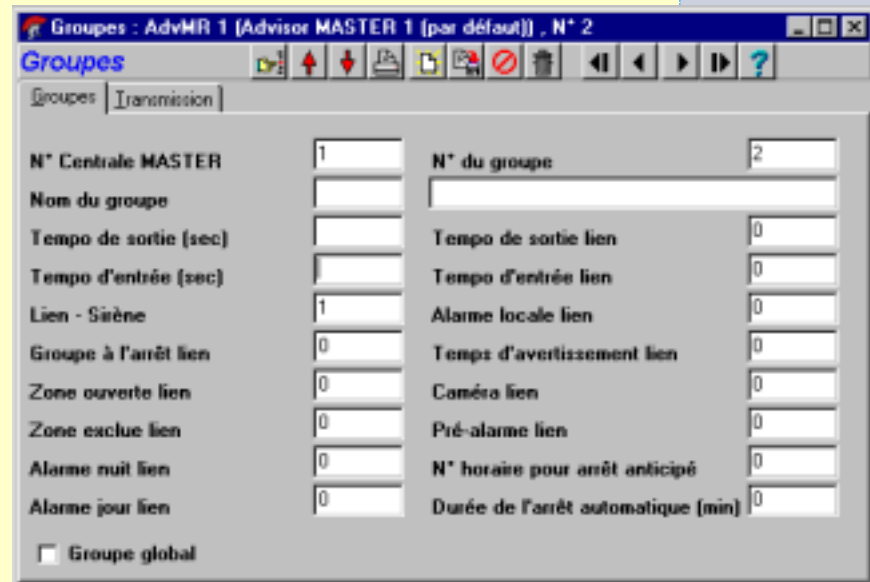 Groupes : AdvMR 1 (Advisor MASTER 1 (par défaut)) , N° 2
Groupes
?
Groupes Transmission
N° Centrale MASTER 1 N° du groupe 2
Nom du groupe
Tempo de sortie (sec) Tempo de sortie lien 0
Tempo d'entrée (sec) Tempo d'entrée lien 0
Lien - Sirène 1 Alarme locale lien 0
Groupe à l'arrêt lien 0 Temps d'avertissement lien 0
Zone ouverte lien 0 Caméra lien 0
Zone exclue lien 0 Pré-alarme lien 0
Alarme nuit lien 0 N° horaire pour arrêt anticipé 0
Alarme jour lien 0 Durée de l'arrêt automatique (min) 0
Groupe global